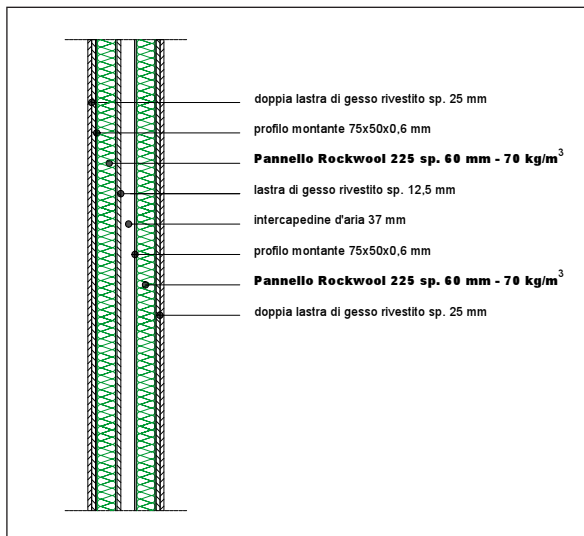 doppia lastra di gesso rivestito sp. 25 mm
profilo montante 75x50x0,6 mm
Pannello Rockwool 225 sp. 60 mm - 70 kg/m³
lastra di gesso rivestito sp. 12,5 mm
intercapedine d'aria 37 mm
profilo montante 75x50x0,6 mm
Pannello Rockwool 225 sp. 60 mm - 70 kg/m³
doppia lastra di gesso rivestito sp. 25 mm